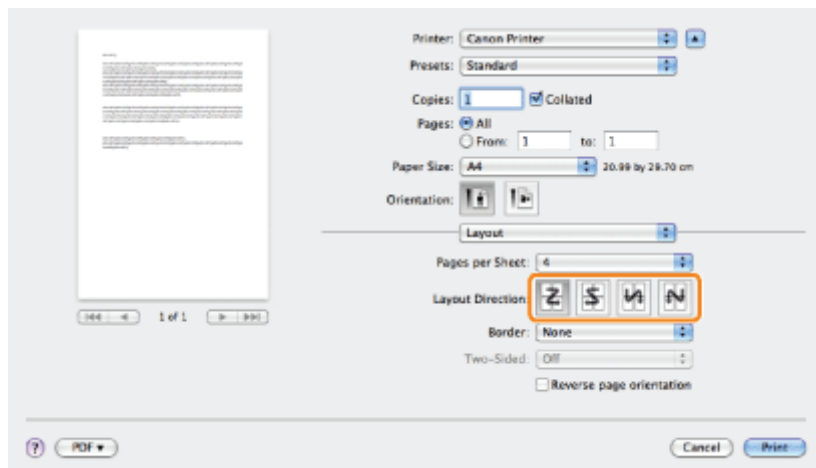 Printer: Canon Printer
Presets: Standard
Copies: 1 Collated
Pages: All
From: 1 to: 1
Paper Size: A4 20.99 by 29.70 cm
Orientation:
Layout
Pages per Sheet: 4
Layout Direction:
1 of 1
Border: None
Two-Sided: Off
Reverse page orientation
? PDF Cancel Print